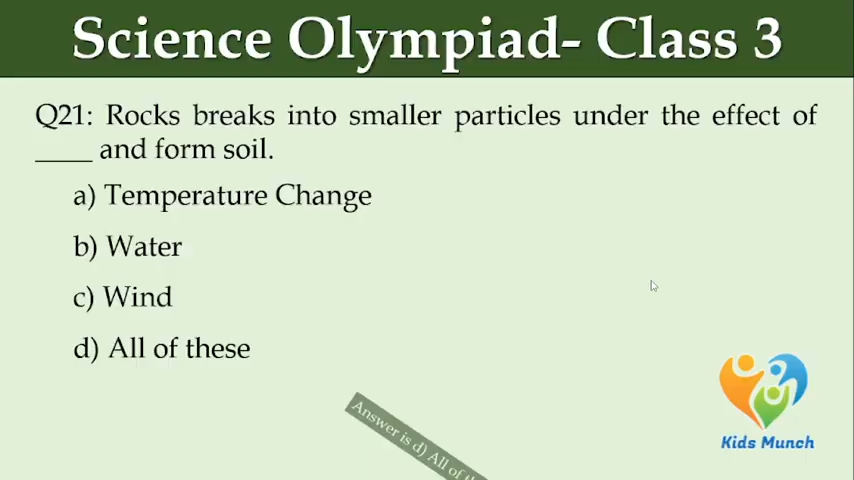 Science Olympiad- Class 3
Q21: Rocks breaks into smaller particles under the effect of
____ and form soil.
a) Temperature Change
b) Water
c) Wind
d) All of these
Answer is d) All of
Kids Munch